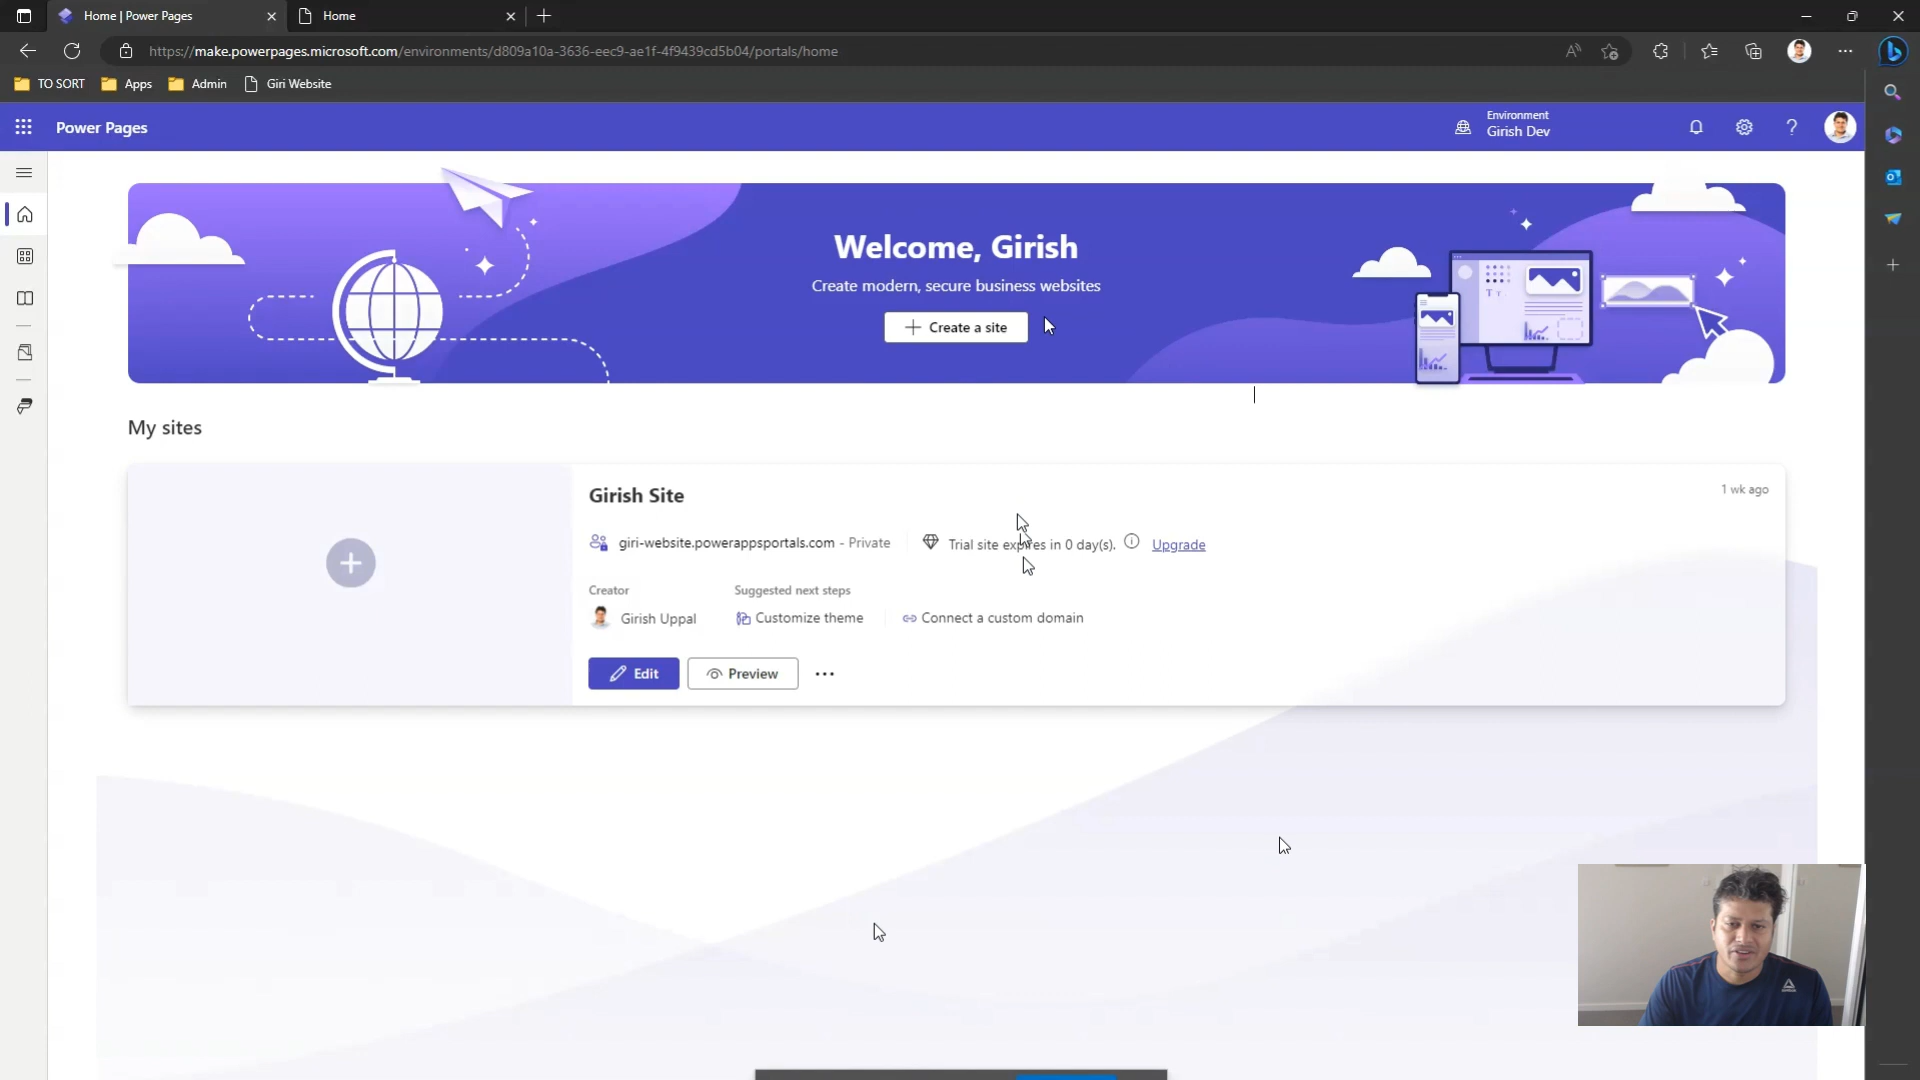 Home | Power Pages
Home
https://make.powerpages.microsoft.com/environments/d809a10a-3636-eec9-ae1f-4f9439cd5b04/portals/home
TO SORT
Apps
Admin
Giri Website
Power Pages
Environment
Girish Dev
Welcome, Girish
Create modern, secure business websites
Create a site
My sites
Girish Site
1 wk ago
giri-website.powerappsportals.com - Private
Trial site expires in 0 day(s).
Upgrade
Creator
Suggested next steps
Girish Uppal
Customize theme
Connect a custom domain
Edit
Preview